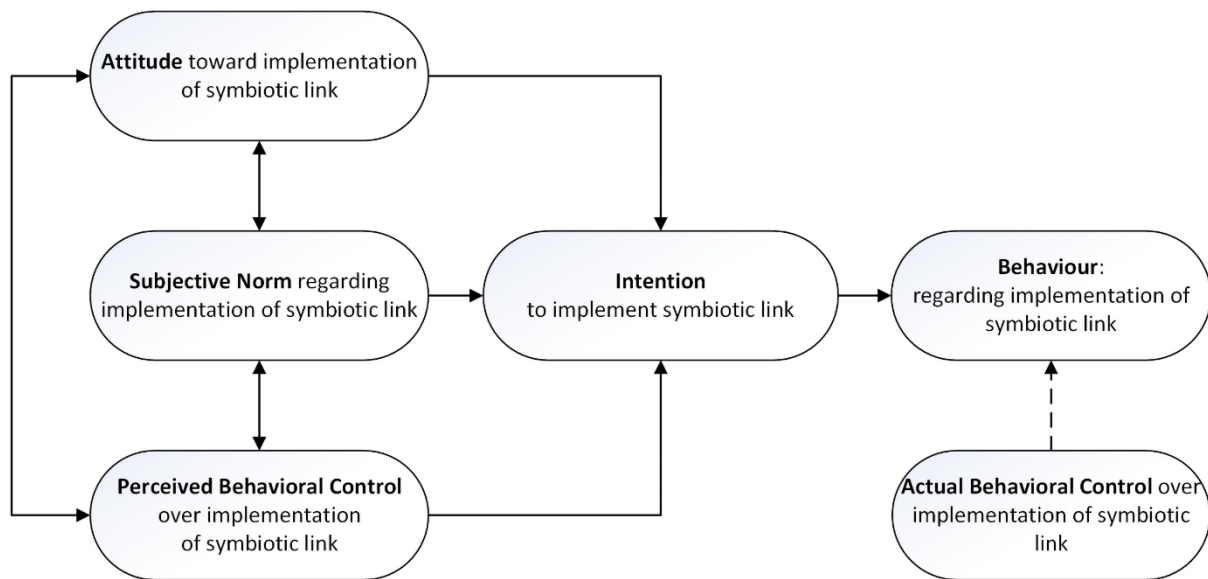 Attitude toward implementation
of symbiotic link
Subjective Norm regarding
implementation of symbiotic link
Intention
to implement symbiotic link
Behaviour:
regarding implementation of
symbiotic link
Perceived Behavioral Control
over implementation
of symbiotic link
Actual Behavioral Control over
implementation of symbiotic
link